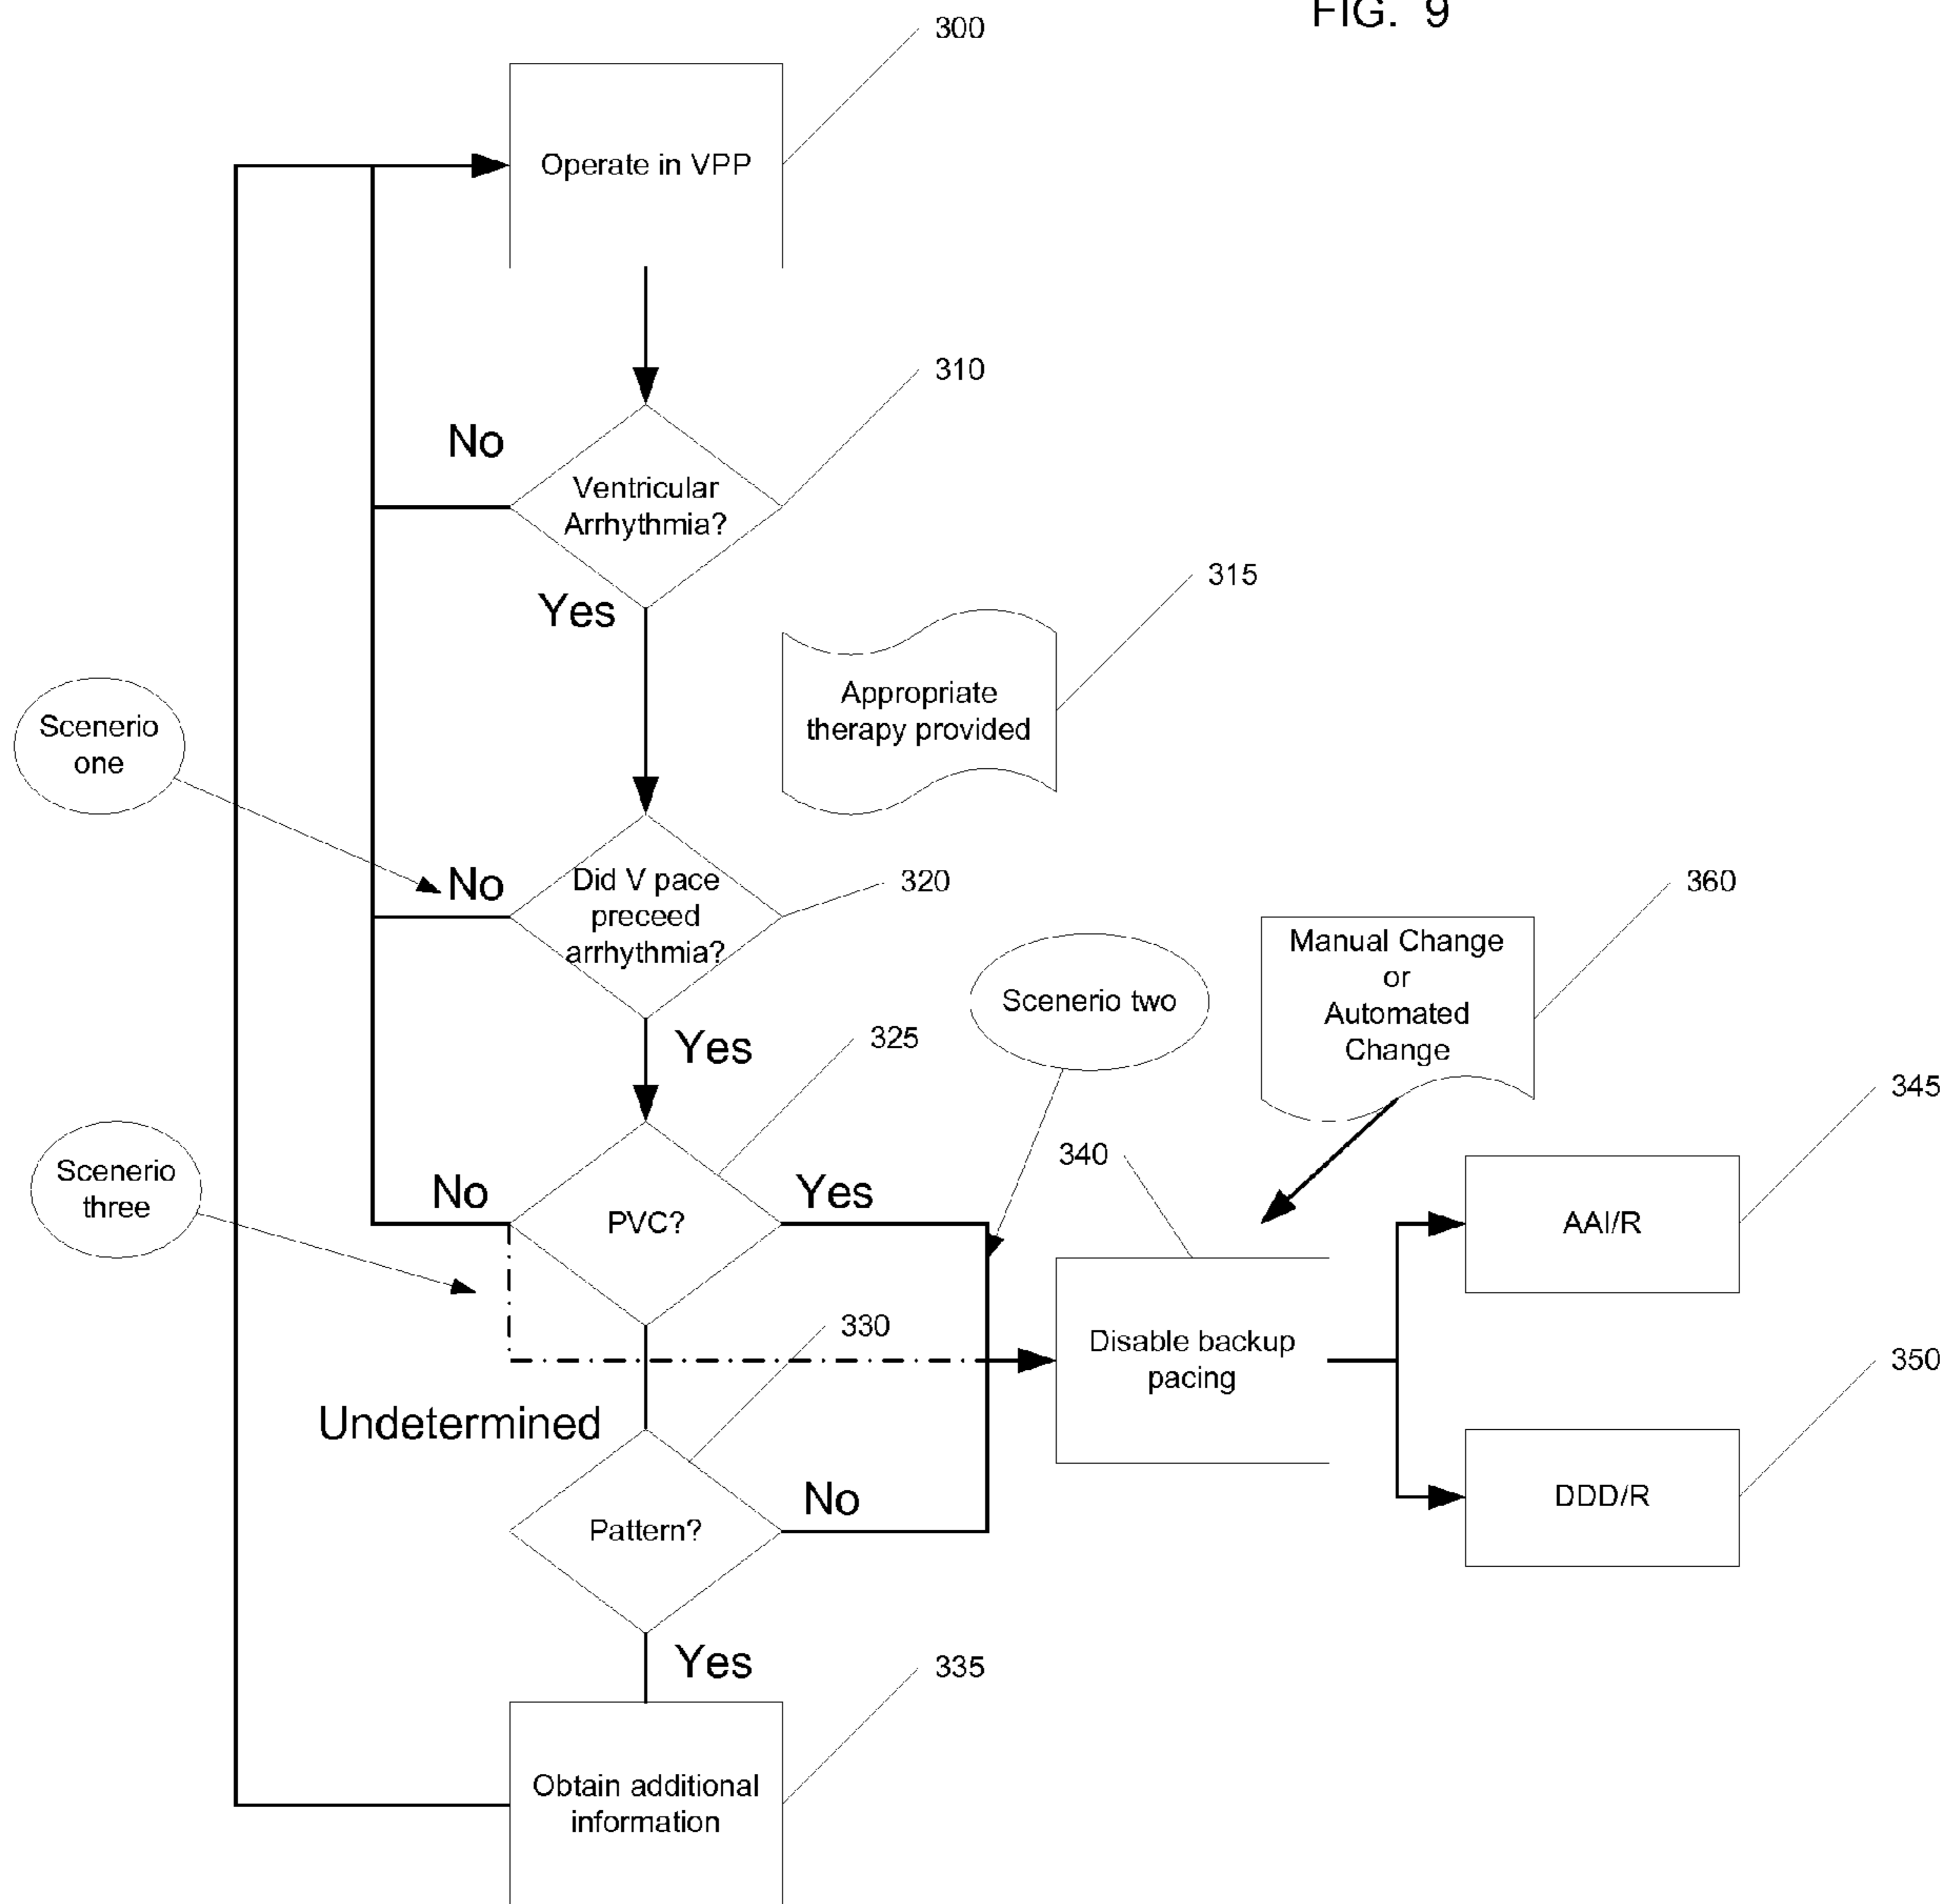 FIG. 9
300
Operate in VPP
310
No
Ventricular
Arrhythmia?
315
Yes
Appropriate
therapy provided
Scenerio
one
No
Did V pace
preceed
arrhythmia?
320
360
Manual Change
or
Automated
Change
Scenerio two
Yes
325
345
340
Scenerio
three
No
PVC?
Yes
AAI/R
330
Disable backup
pacing
350
Undetermined
No
Pattern?
DDD/R
Yes
335
Obtain additional
information